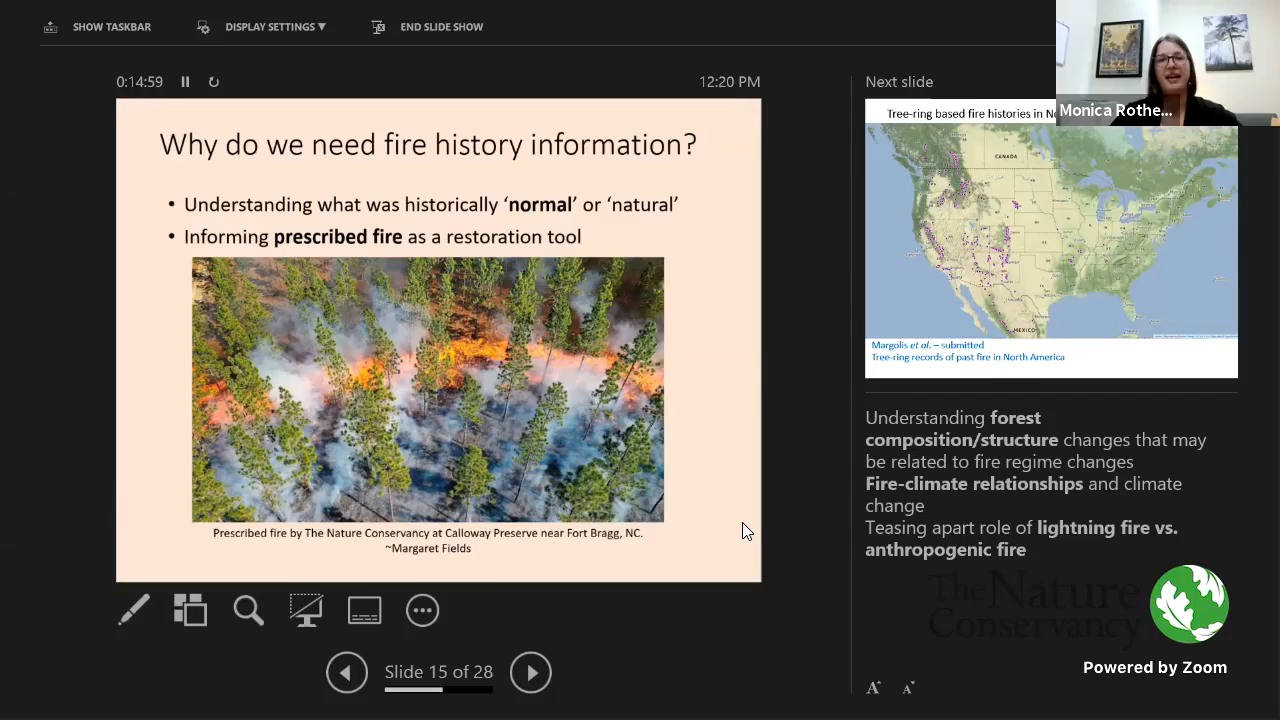 SHOW TASKBAR
DISPLAY SETTINGS ▼
END SLIDE SHOW
0:14:59
12:20 PM
Why do we need fire history information?
• Understanding what was historically ‘normal’ or ‘natural’
• Informing prescribed fire as a restoration tool
Prescribed fire by The Nature Conservancy at Calloway Preserve near Fort Bragg, NC.
~Margaret Fields
Slide 15 of 28
Next slide
Monica Rothe...
Tree-ring based fire histories in No
CANADA
MEXICO
Margolis et al. – submitted
Tree-ring records of past fire in North America
Understanding forest
composition/structure changes that may
be related to fire regime changes
Fire-climate relationships and climate
change
Teasing apart role of lightning fire vs.
anthropogenic fire
The Nature
Conservancy
Powered by Zoom
A
A